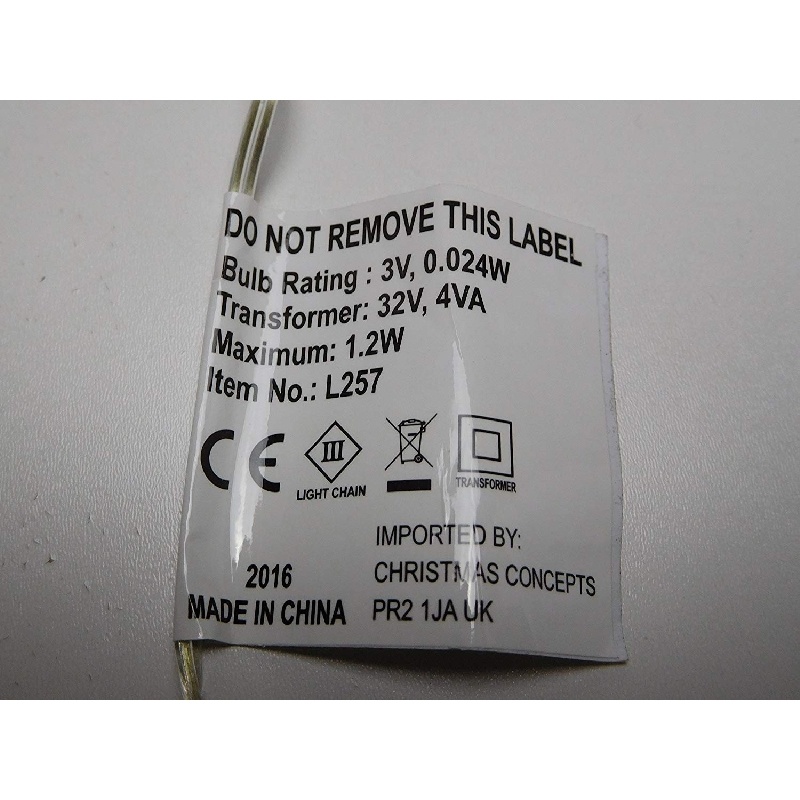 DO NOT REMOVE THIS LABEL
Bulb Rating : 3V, 0.024W
Transformer: 32V, 4VA
Maximum: 1.2W
Item No.: L257
CE
III
LIGHT CHAIN
TRANSFORMER
IMPORTED BY:
2016 CHRISTMAS CONCEPTS
MADE IN CHINA PR2 1JA UK